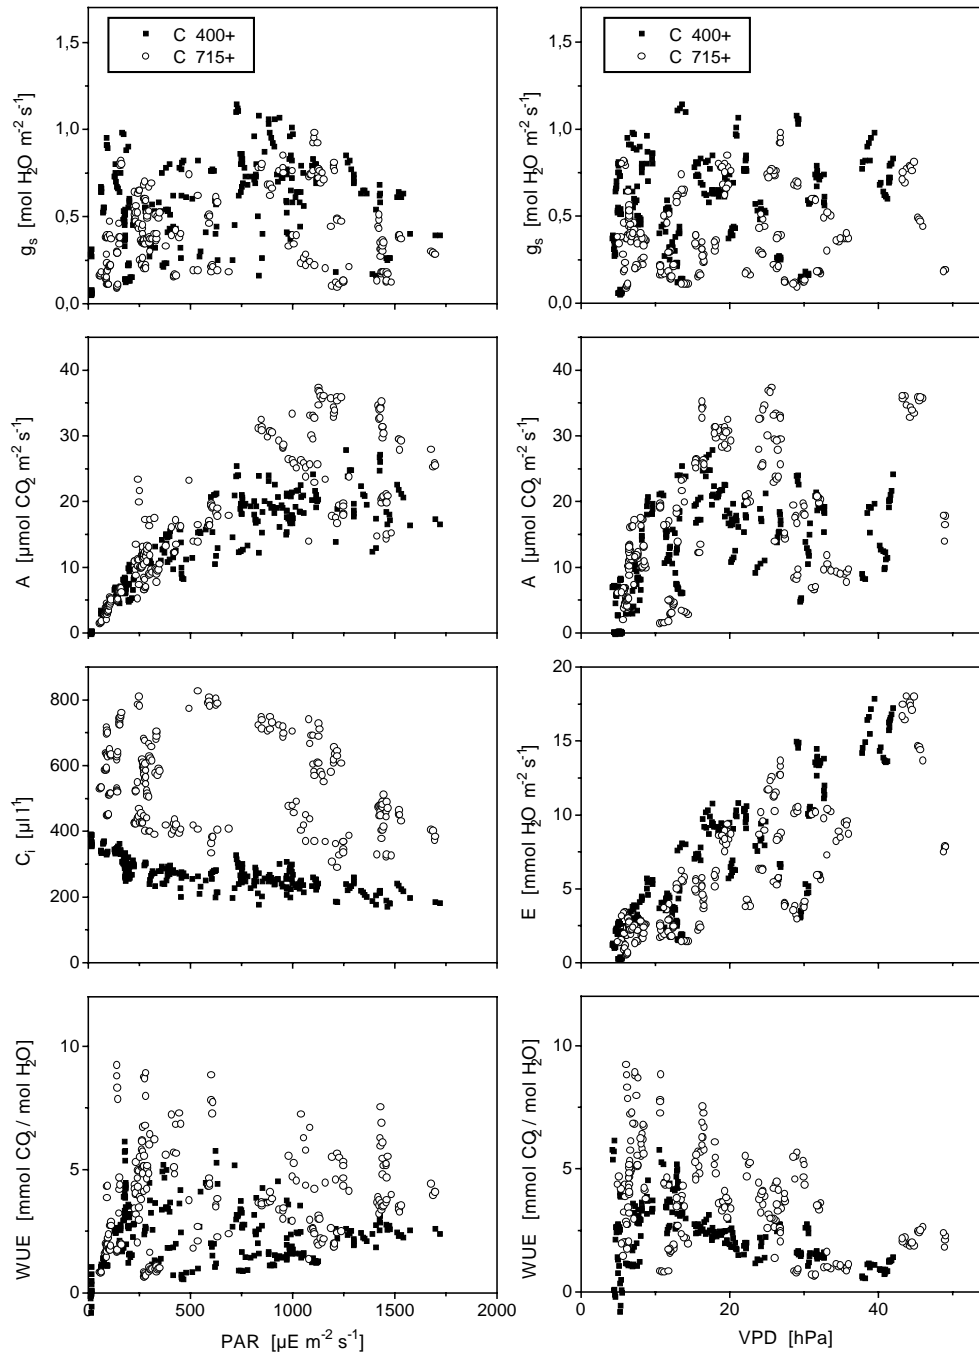 C 400+
C 715+
1,5
1,0
0,5
0,0
g_s [mol H2O m-2 s-1]
C 400+
C 715+
1,5
1,0
0,5
0,0
g_s [mol H2O m-2 s-1]
40
30
20
10
0
A [µmol CO2 m-2 s-1]
40
30
20
10
0
A [µmol CO2 m-2 s-1]
800
600
400
200
0
C_i [µl l1]
20
15
10
5
0
E [mmol H2O m-2 s-1]
10
5
0
WUE [mmol CO2 / mol H2O]
0 500 1000 1500 2000
PAR [µE m-2 s-1]
10
5
0
WUE [mmol CO2 / mol H2O]
0 20 40
VPD [hPa]